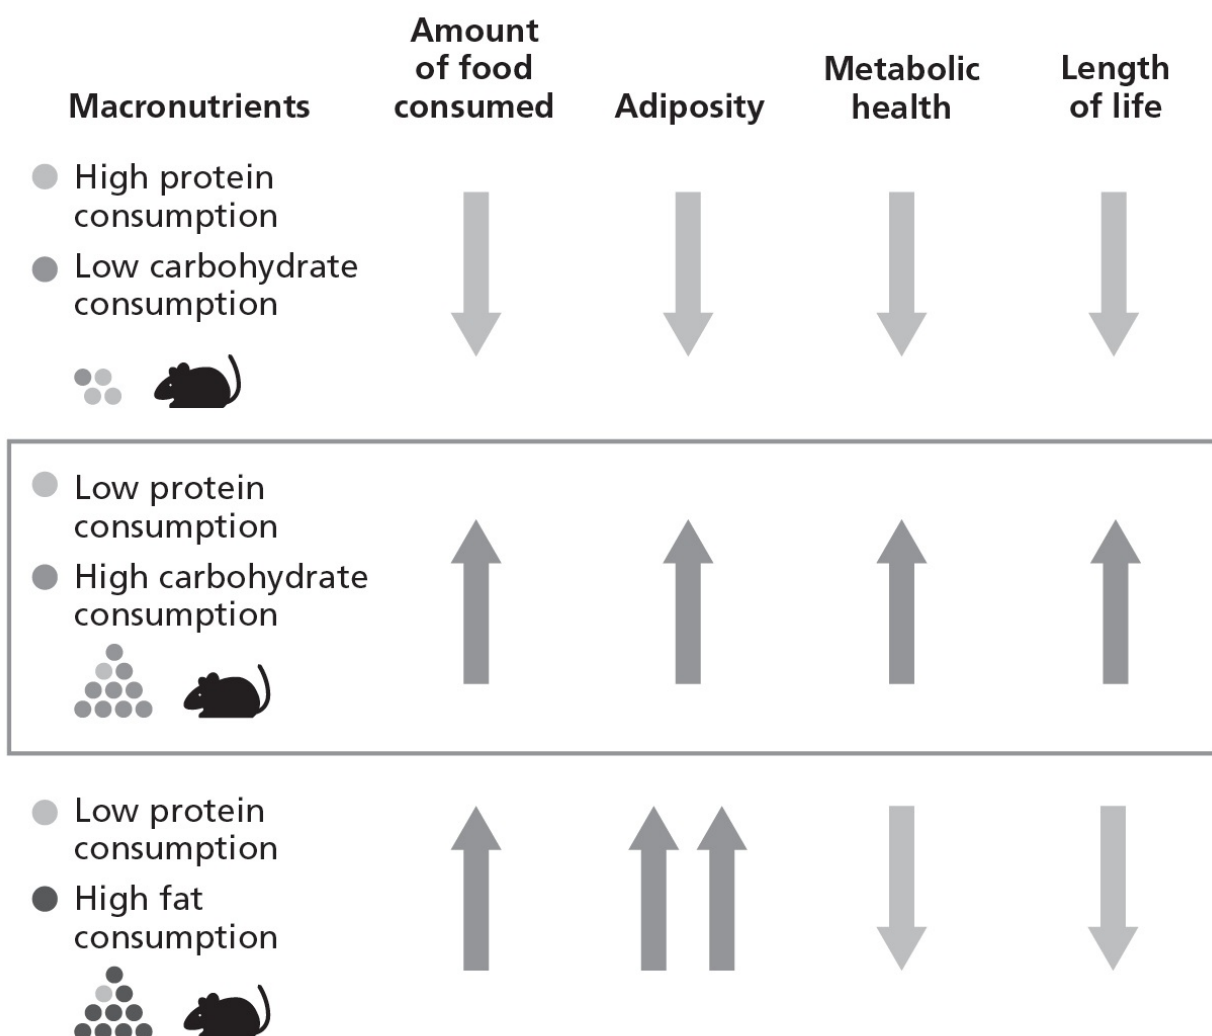 Macronutrients
Amount
of food
consumed
Adiposity
Metabolic
health
Length
of life
High protein
consumption
Low carbohydrate
consumption
Low protein
consumption
High carbohydrate
consumption
Low protein
consumption
High fat
consumption